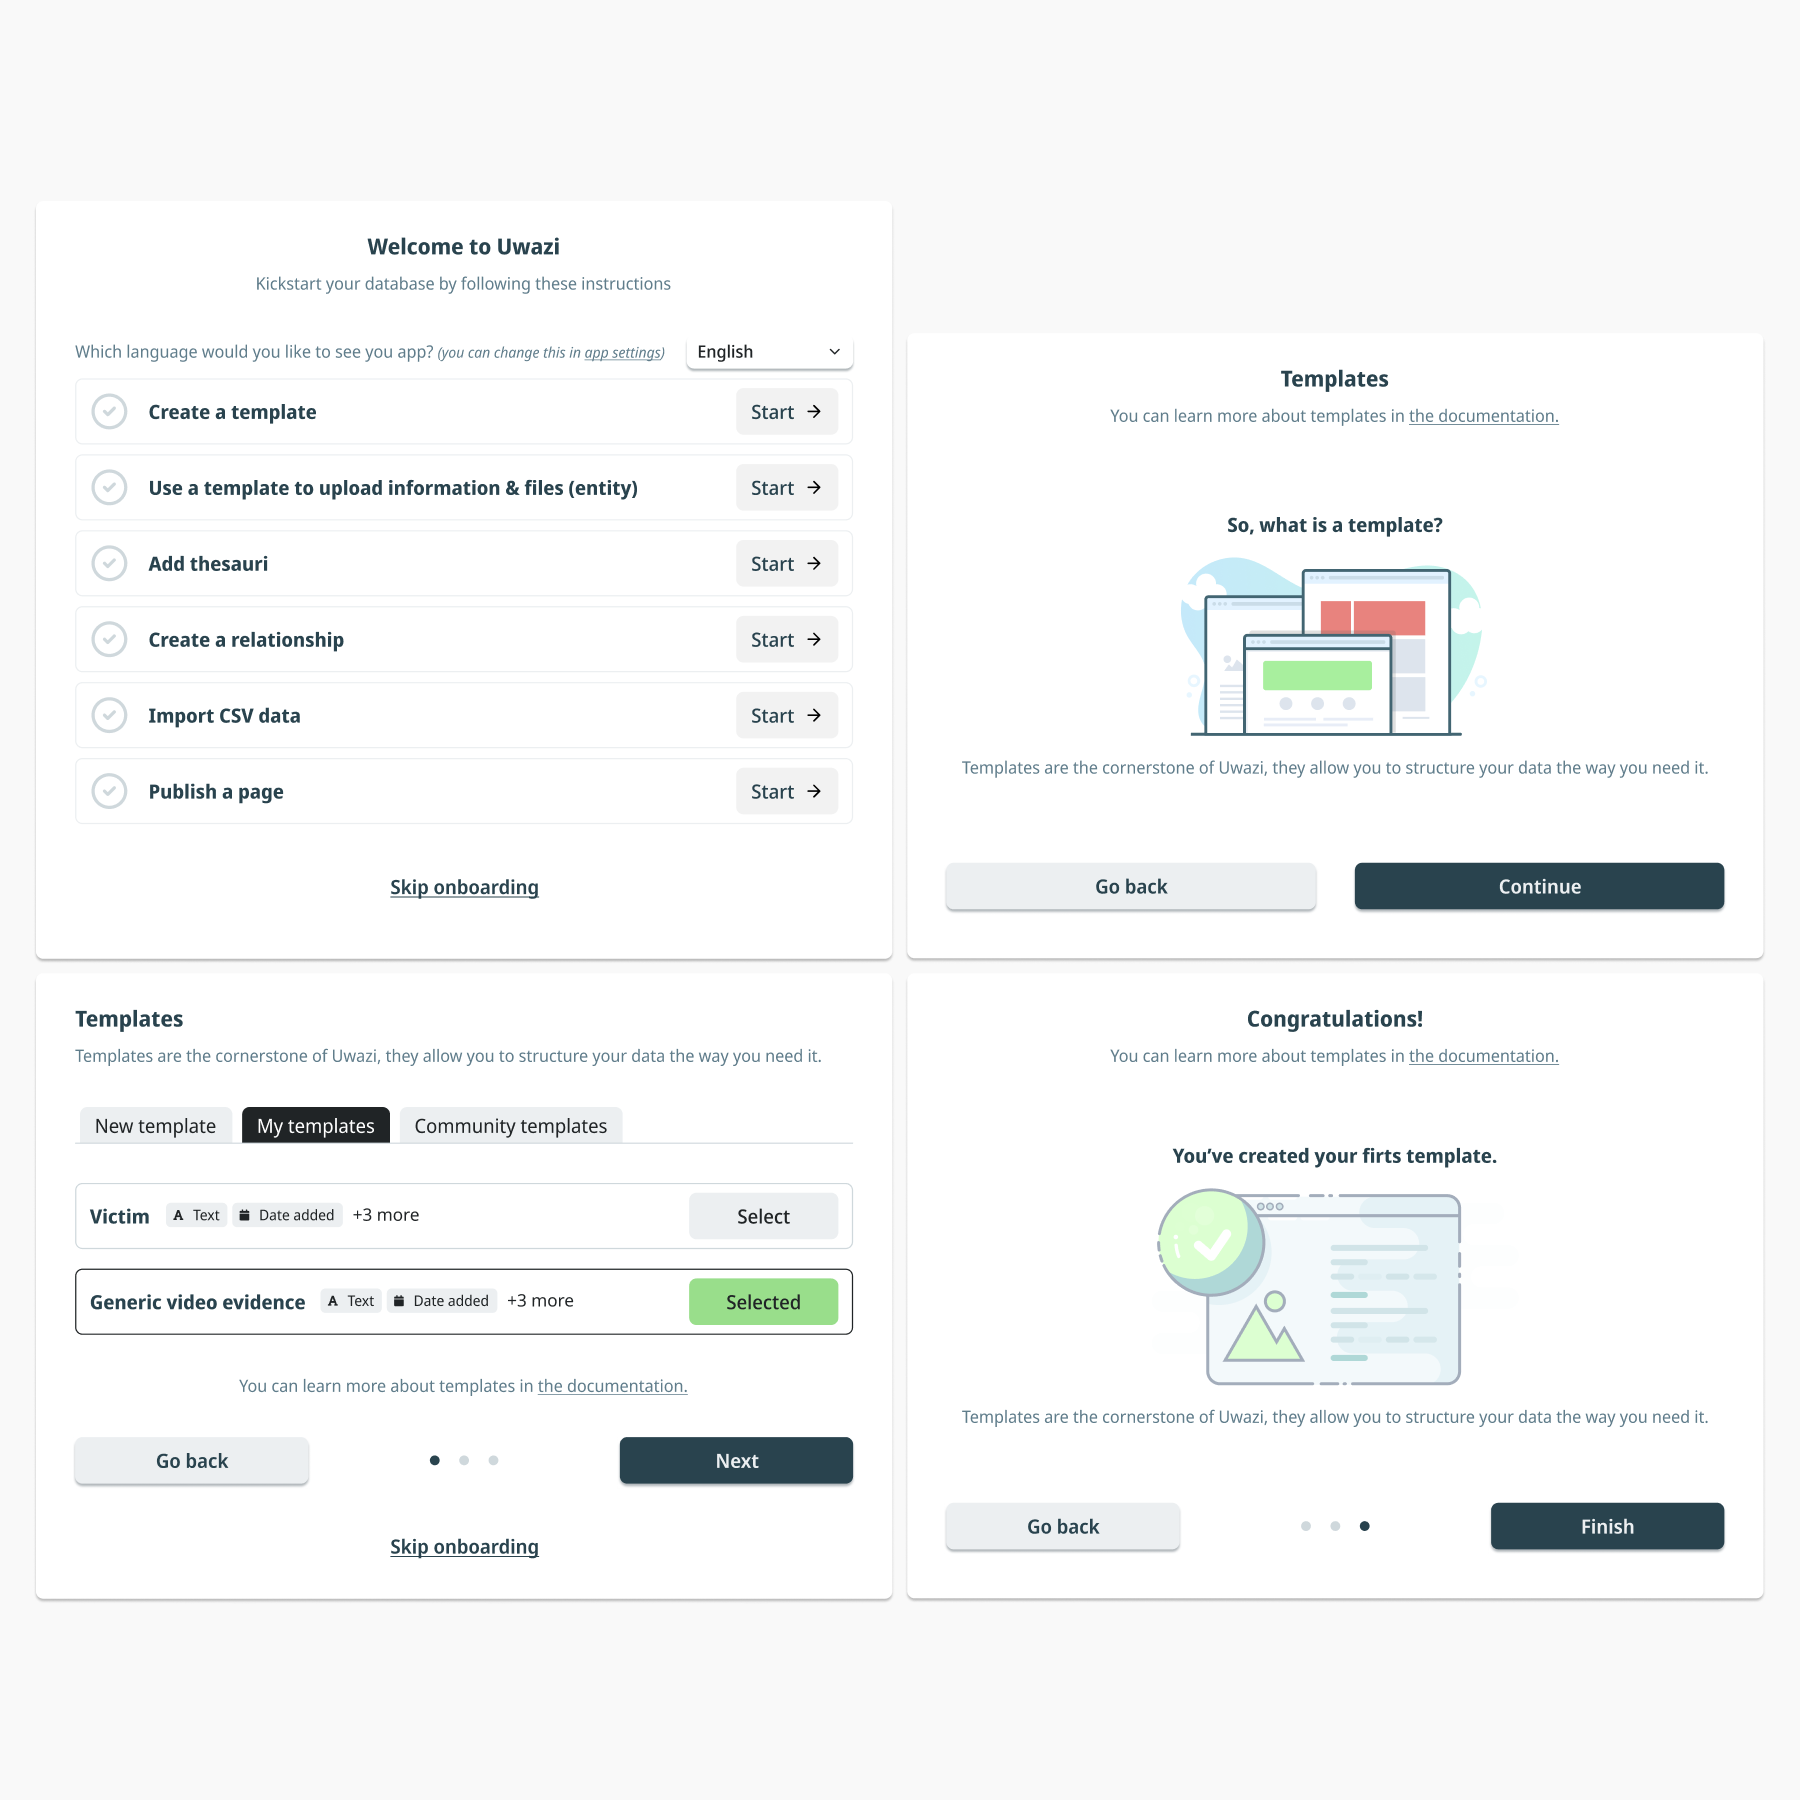 Welcome to Uwazi
Kickstart your database by following these instructions
Which language would you like to see you app? (you can change this in app settings) English
Create a template Start
Use a template to upload information & files (entity) Start
Add thesauri Start
Create a relationship Start
Import CSV data Start
Publish a page Start
Skip onboarding
Templates
You can learn more about templates in the documentation.
So, what is a template?
Templates are the cornerstone of Uwazi, they allow you to structure your data the way you need it.
Go back Continue
Templates
Templates are the cornerstone of Uwazi, they allow you to structure your data the way you need it.
New template My templates Community templates
Victim A Text Date added +3 more Select
Generic video evidence A Text Date added +3 more Selected
You can learn more about templates in the documentation.
Go back Next
Skip onboarding
Congratulations!
You can learn more about templates in the documentation.
You’ve created your firts template.
Templates are the cornerstone of Uwazi, they allow you to structure your data the way you need it.
Go back Finish